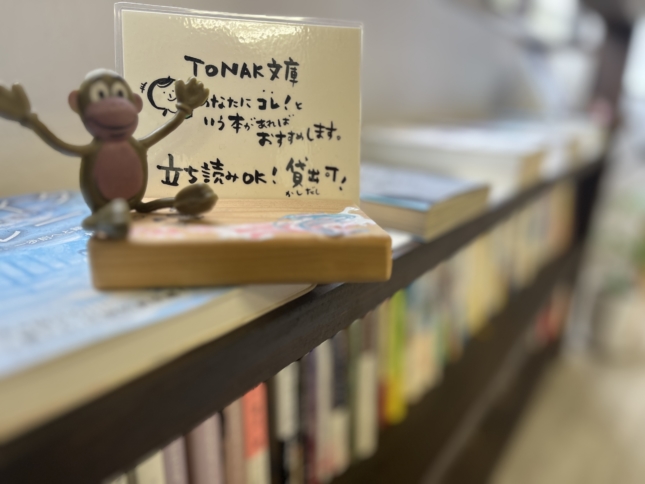 TONAK文庫
あなたにコレ！と
いう本があれば
おすすめします。
立ち読みOK！貸出可！
かしだし